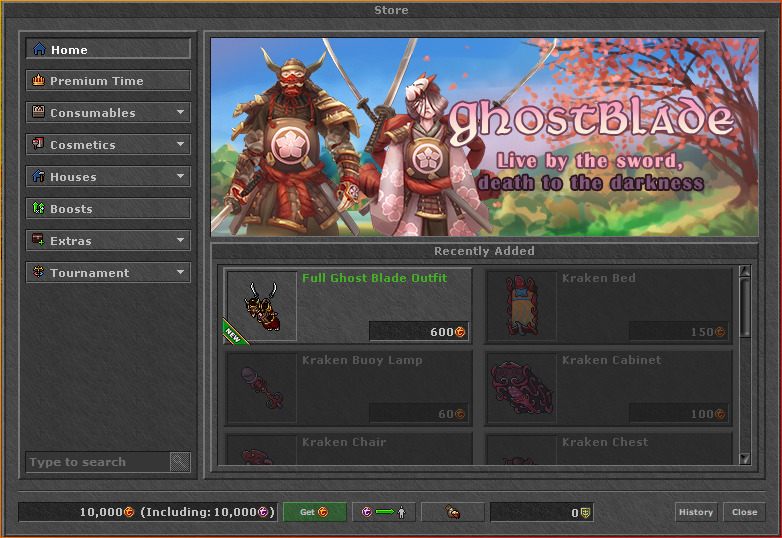 Store
Home
Premium Time
Consumables
Cosmetics
Houses
Boosts
Extras
Tournament
Type to search
Ghostblade
Live by the sword,
death to the darkness
Recently Added
Full Ghost Blade Outfit
NEW
600
Kraken Bed
150
Kraken Buoy Lamp
60
Kraken Cabinet
100
Kraken Chair
Kraken Chest
10,000 (Including: 10,000)
Get
0
History
Close